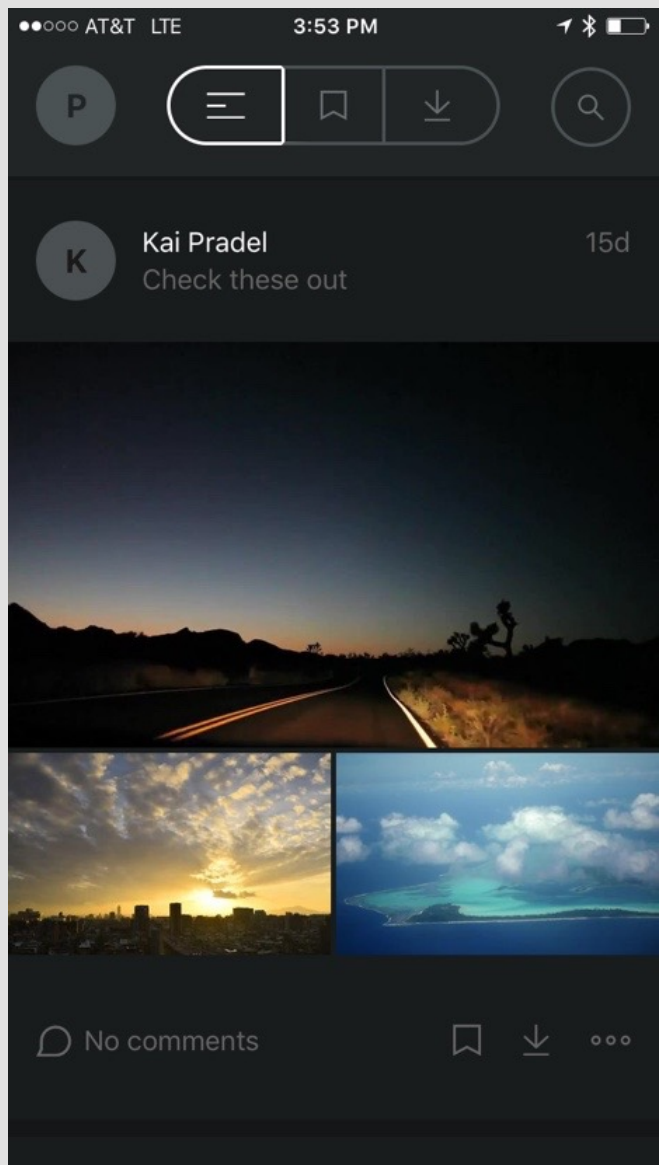 AT&T LTE 3:53 PM
P
K
Kai Pradel 15d
Check these out
No comments